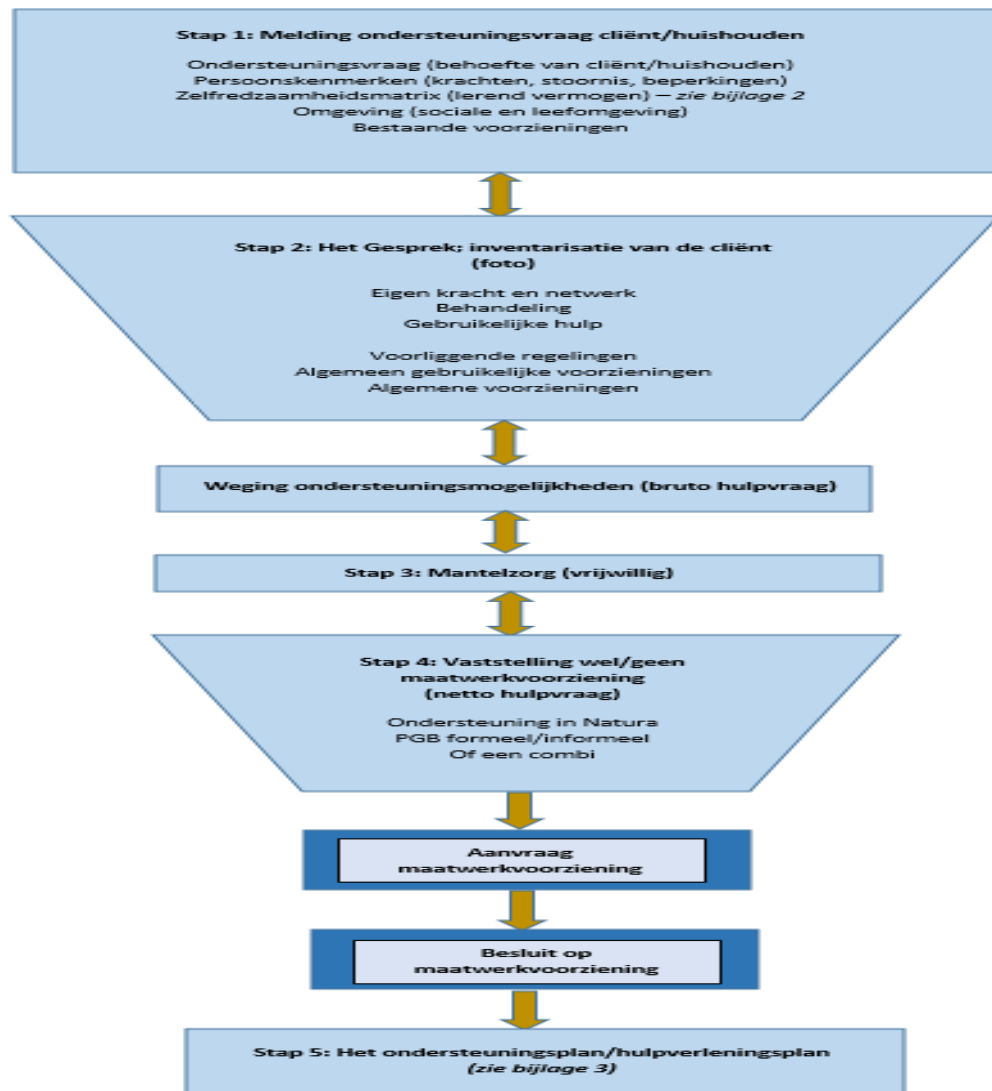 Stap 1: Melding ondersteuningsvraag cliënt/huishouden
Ondersteuningsvraag (behoefte van cliënt/huishouden)
Persoonskenmerken (krachten, stoornis, beperkingen)
Zelfredzaamheidsmatrix (lerend vermogen) – zie bijlage 2
Omgeving (sociale en leefomgeving)
Bestaande voorzieningen
Stap 2: Het Gesprek; inventarisatie van de cliënt
(foto)
Eigen kracht en netwerk
Behandeling
Gebruikelijke hulp
Voorliggende regelingen
Algemeen gebruikelijke voorzieningen
Algemene voorzieningen
Weging ondersteuningsmogelijkheden (bruto hulpvraag)
Stap 3: Mantelzorg (vrijwillig)
Stap 4: Vaststelling wel/geen
maatwerkvoorziening
(netto hulpvraag)
Ondersteuning in Natura
PGB formeel/informeel
Of een combi
Aanvraag
maatwerkvoorziening
Besluit op
maatwerkvoorziening
Stap 5: Het ondersteuningsplan/hulpverleningsplan
(zie bijlage 3)